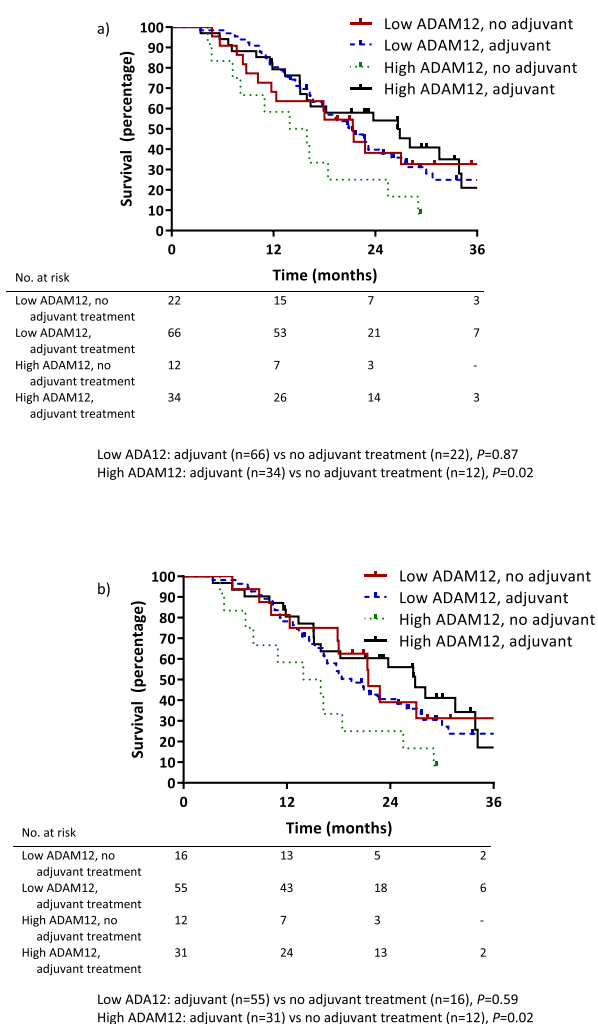 a)
Low ADAM12, no adjuvant
Low ADAM12, adjuvant
High ADAM12, no adjuvant
High ADAM12, adjuvant
Survival (percentage)
100
90
80
70
60
50
40
30
20
10
0
0 12 24 36
Time (months)
No. at risk
Low ADAM12, no 22 15 7 3
adjuvant treatment
Low ADAM12, 66 53 21 7
adjuvant treatment
High ADAM12, no 12 7 3 -
adjuvant treatment
High ADAM12, 34 26 14 3
adjuvant treatment
Low ADA12: adjuvant (n=66) vs no adjuvant treatment (n=22), P=0.87
High ADAM12: adjuvant (n=34) vs no adjuvant treatment (n=12), P=0.02
b)
Low ADAM12, no adjuvant
Low ADAM12, adjuvant
High ADAM12, no adjuvant
High ADAM12, adjuvant
Survival (percentage)
100
90
80
70
60
50
40
30
20
10
0
0 12 24 36
Time (months)
No. at risk
Low ADAM12, no 16 13 5 2
adjuvant treatment
Low ADAM12, 55 43 18 6
adjuvant treatment
High ADAM12, no 12 7 3 -
adjuvant treatment
High ADAM12, 31 24 13 2
adjuvant treatment
Low ADA12: adjuvant (n=55) vs no adjuvant treatment (n=16), P=0.59
High ADAM12: adjuvant (n=31) vs no adjuvant treatment (n=12), P=0.02